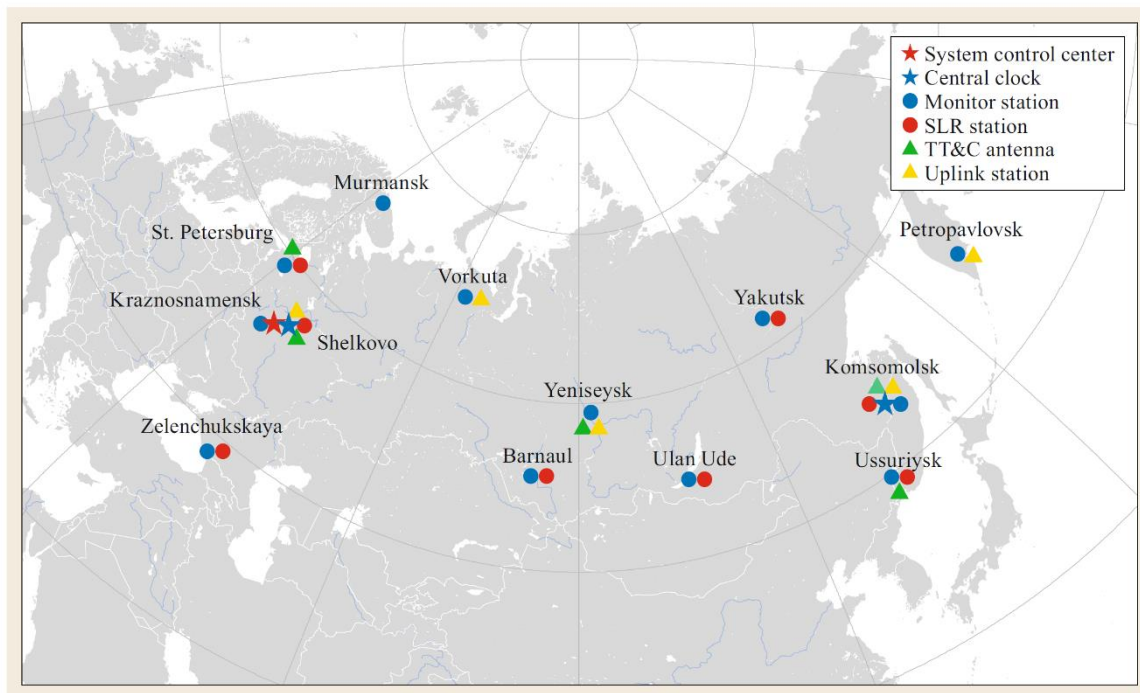 System control center
Central clock
Monitor station
SLR station
TT&C antenna
Uplink station
Murmansk
St. Petersburg
Petropavlovsk
Vorkuta
Kraznosnamensk
Yakutsk
Shelkovo
Komsomolsk
Yeniseysk
Zelenchukskaya
Barnaul
Ulan Ude
Ussuriysk